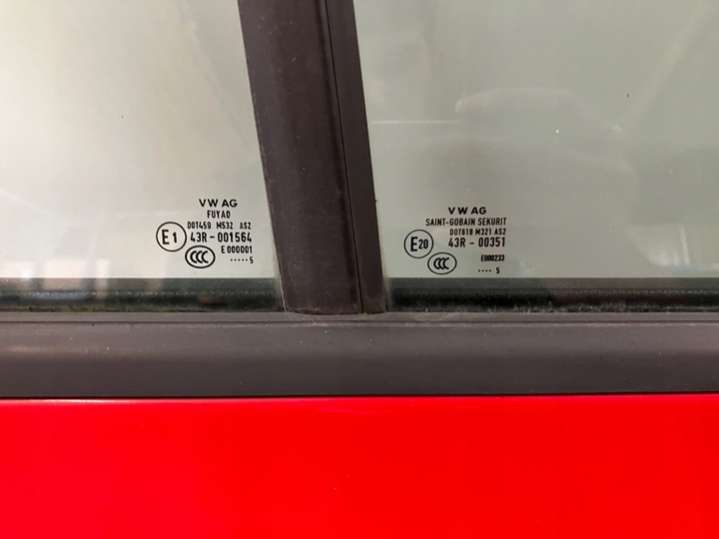 VW AG
FUYAO
DOT459 M532 AS2
E1 43R - 001564
E 000001
CCC
..... 5
VW AG
SAINT-GOBAIN SEKURIT
DOT618 M321 AS2
E20 43R - 00351
E000233
CCC
.... 5